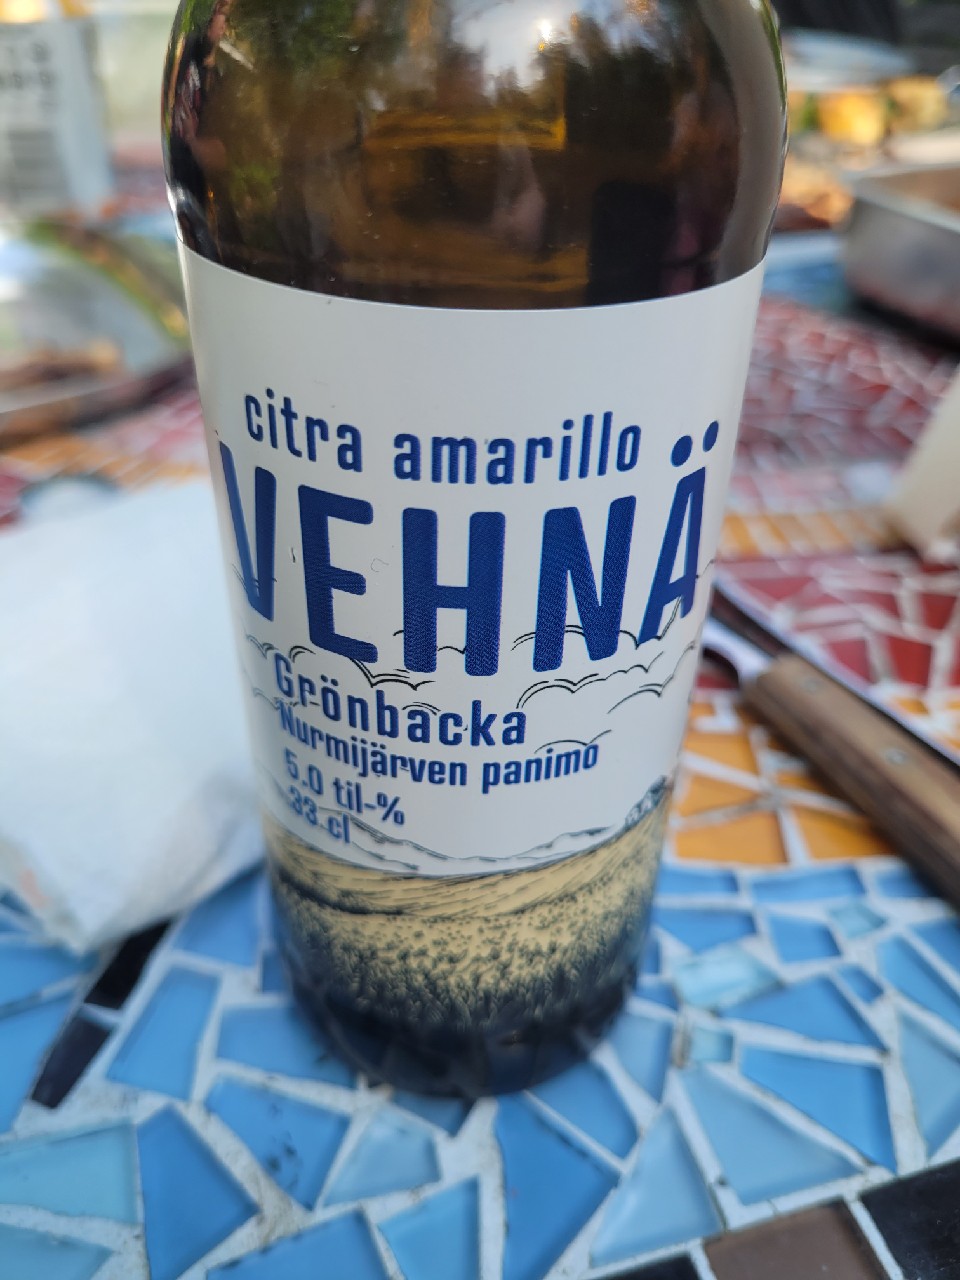 citra amarillo
VEHNÄ
Grönbacka
Nurmijärven panimo
5.0 til-%
33 cl